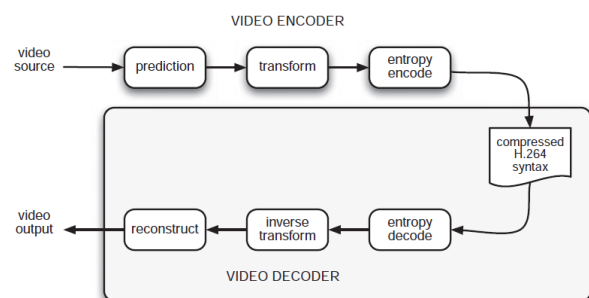 VIDEO ENCODER
video
source
prediction
transform
entropy
encode
compressed
H.264
syntax
video
output
reconstruct
inverse
transform
entropy
decode
VIDEO DECODER